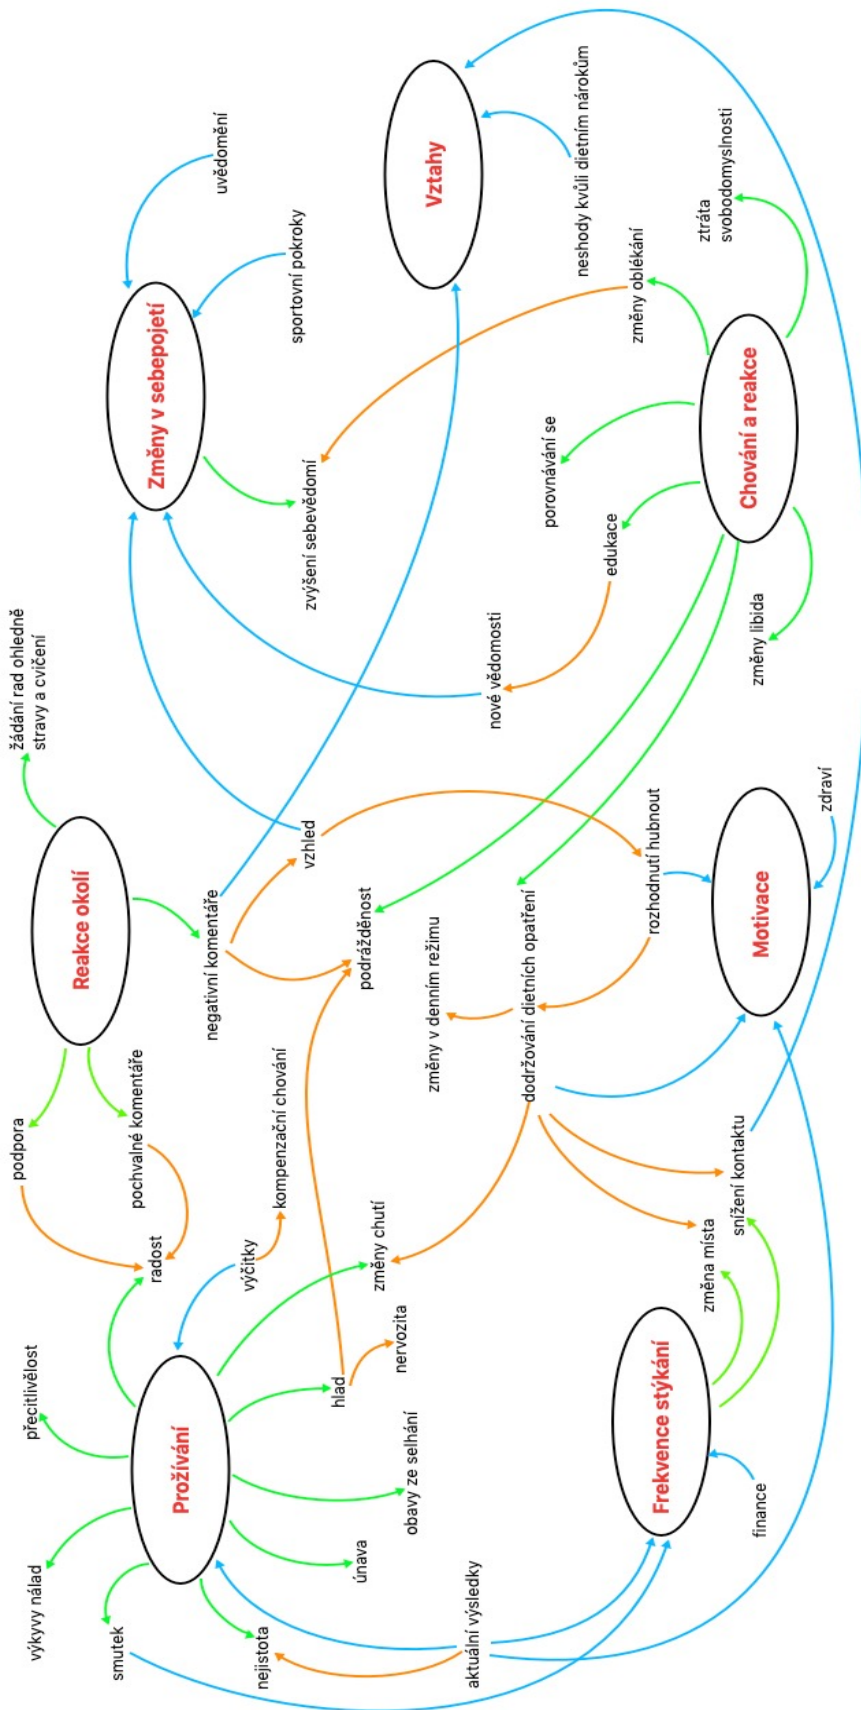 výkyvy nálad
přecitlivělost
smutek
Prožívání
nejistota
únava
obavy ze selhání
hlad
nervozita
změny chutí
výčitky
kompenzační chování
radost
podpora
pochvalné komentáře
aktuální výsledky
Reakce okolí
žádání rad ohledně
stravy a cvičení
negativní komentáře
vzhled
podrážděnost
změny v denním režimu
dodržování dietních opatření
rozhodnutí hubnout
Frekvence stýkání
finance
změna místa
snížení kontaktu
Motivace
zdraví
Změny v sebepojetí
uvědomění
sportovní pokroky
zvýšení sebevědomí
nové vědomosti
edukace
porovnávání se
změny oblékání
Vztahy
neshody kvůli dietním nárokům
ztráta
svobodomyslnosti
Chování a reakce
změny libida